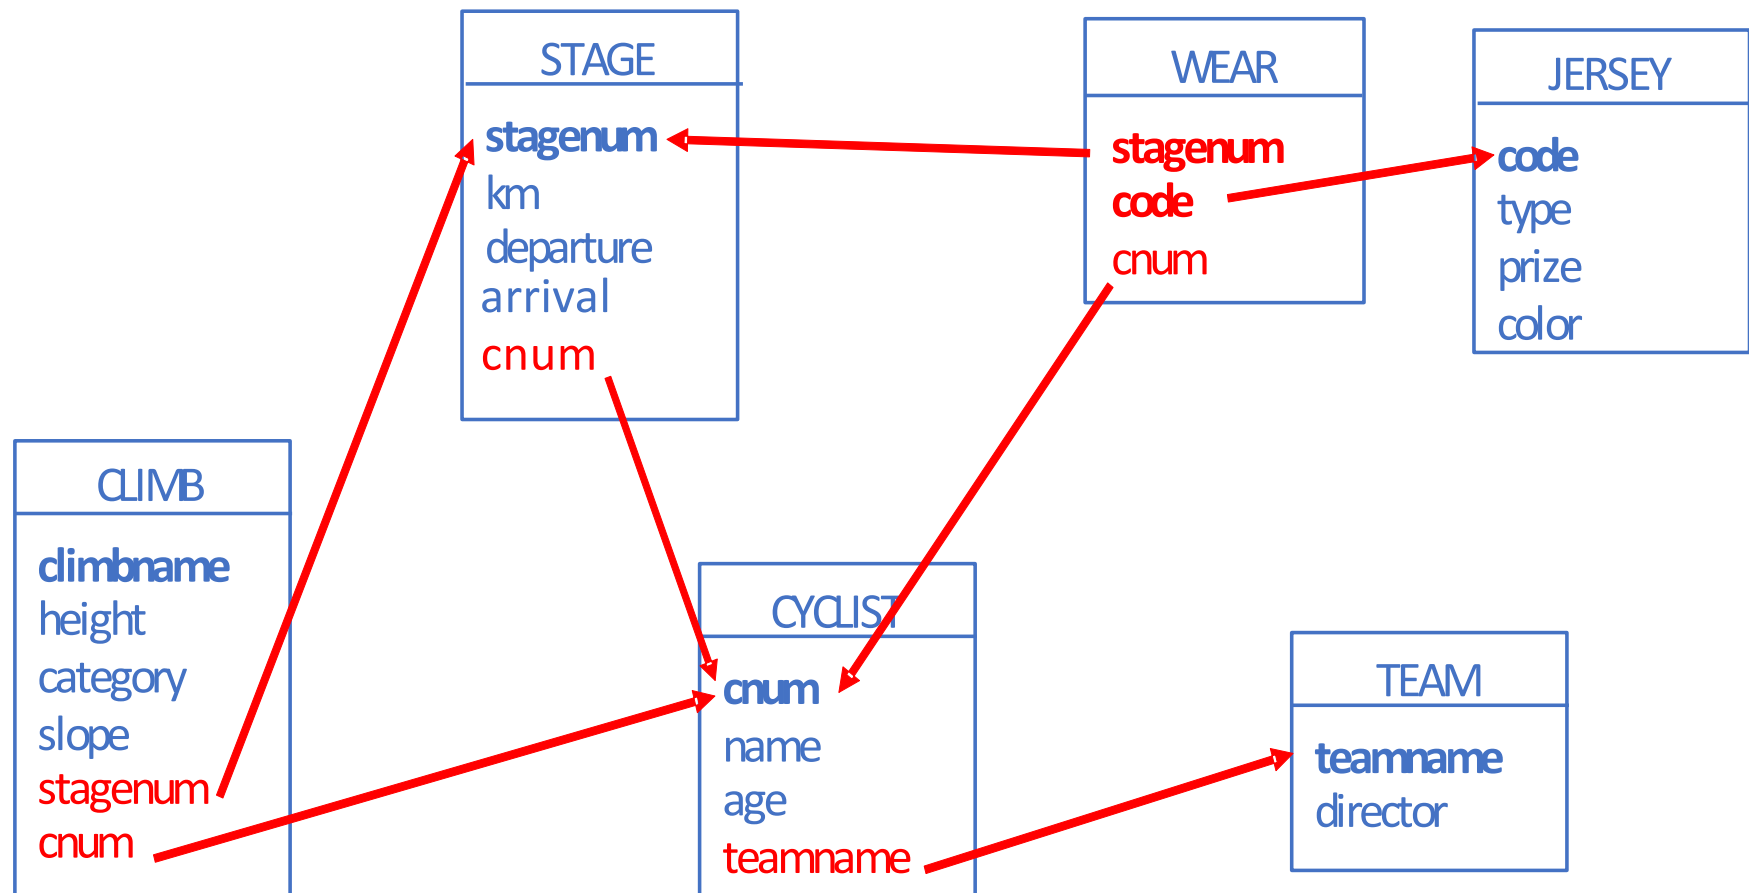 STAGE
stagenum
km
departure
arrival
cnum
WEAR
stagenum
code
cnum
JERSEY
code
type
prize
color
CLIMB
climbname
height
category
slope
stagenum
cnum
CYCLIST
cnum
name
age
teamname
TEAM
teamname
director